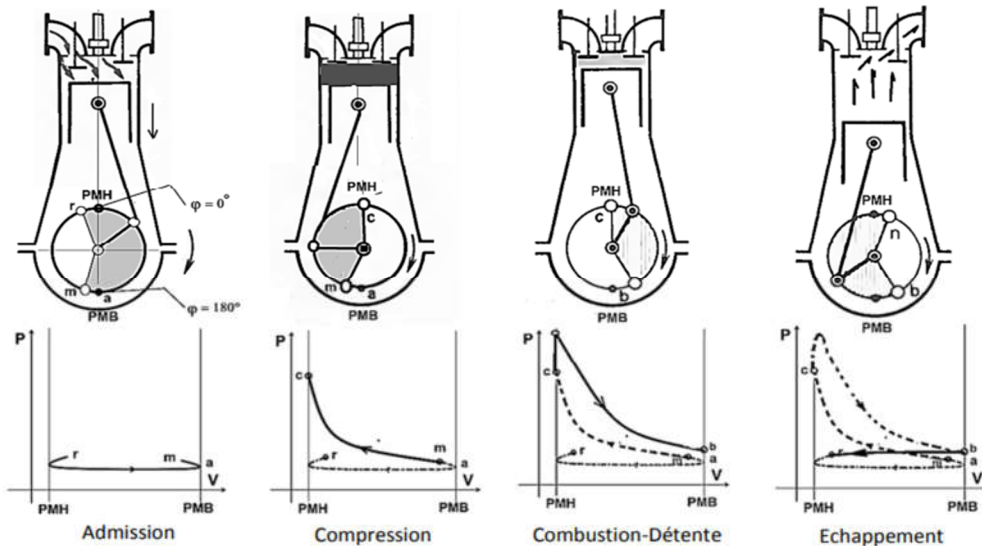 PMH
r
φ = 0°
m
a
φ = 180°
PMB
PMH
c
m
a
PMB
PMH
c
b
PMB
PMH
n
b
PMB
P
r
m
a
V
PMH
PMB
Admission
P
c
r
m
a
V
PMH
PMB
Compression
P
c
r
m
b
a
V
PMH
PMB
Combustion-Détente
P
c
r
m
b
a
V
PMH
PMB
Echappement